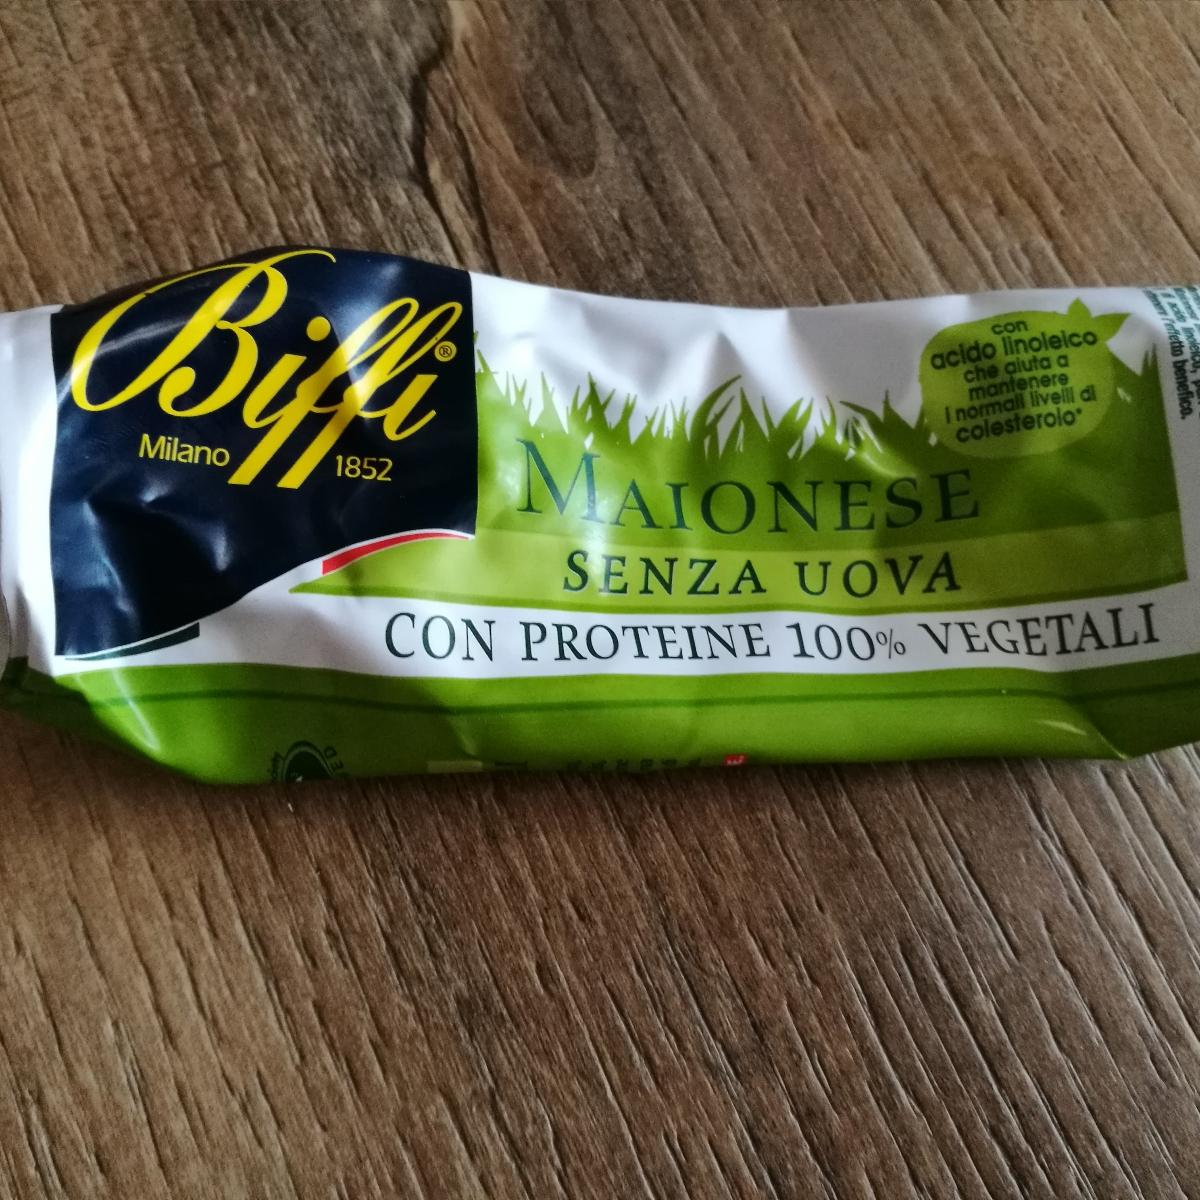 Biffi®
Milano 1852
con
acido linoleico
che aiuta a
mantenere
i normali livelli di
colesterolo*
MAIONESE
SENZA UOVA
CON PROTEINE 100% VEGETALI